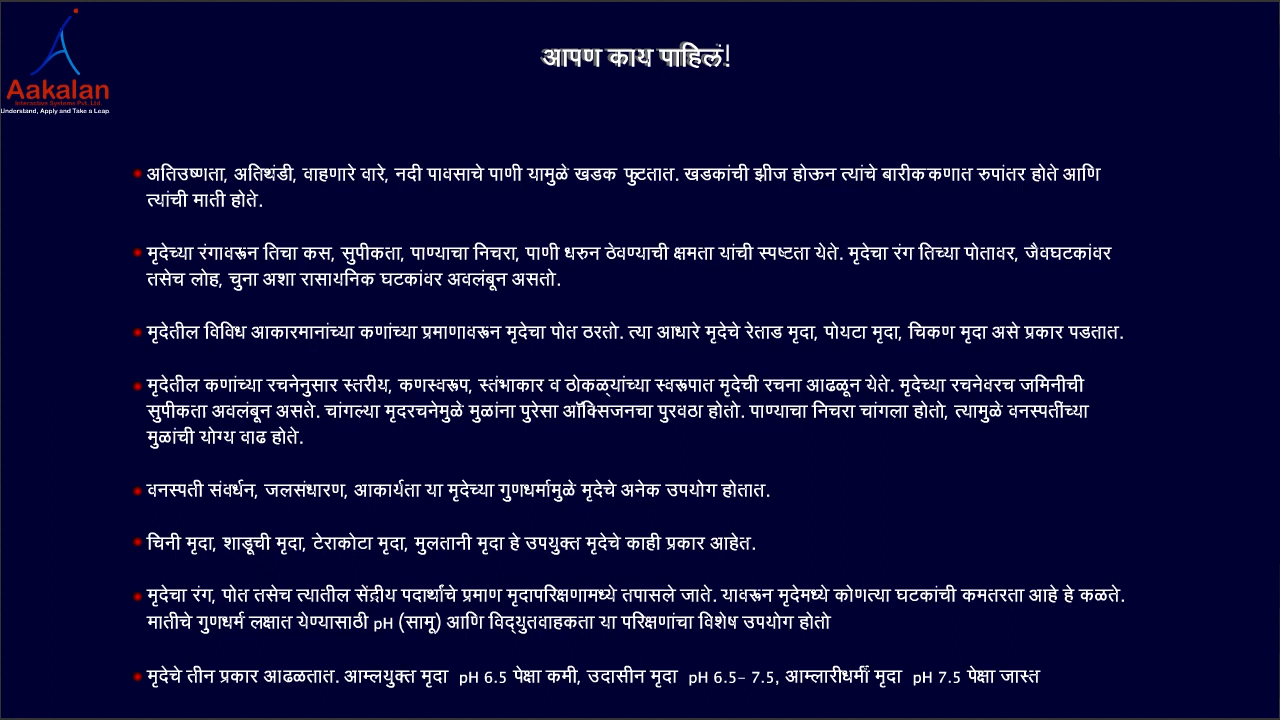 Aakalan
Interactive Systems Pvt. Ltd.
Understand, Apply and Take a Leap
आपण काय पाहिलं!
अतिउष्णता, अतिथंडी, वाहणारे वारे, नदी पावसाचे पाणी यामुळे खडक फुटतात. खडकांची झीज होऊन त्यांचे बारीक कणात रुपांतर होते आणि
त्यांची माती होते.
मृदेच्या रंगावरून तिचा कस, सुपीकता, पाण्याचा निचरा, पाणी धरुन ठेवण्याची क्षमता यांची स्पष्टता येते. मृदेचा रंग तिच्या पोतावर, जैवघटकांवर
तसेच लोह, चुना अशा रासायनिक घटकांवर अवलंबून असतो.
मृदेतील विविध आकारमानांच्या कणांच्या प्रमाणावरून मृदेचा पोत ठरतो. त्या आधारे मृदेचे रेताड मृदा, पोयटा मृदा, चिकण मृदा असे प्रकार पडतात.
मृदेतील कणांच्या रचनेनुसार स्तरीय, कणस्वरूप, स्तंभाकार व ठोकळ्यांच्या स्वरूपात मृदेची रचना आढळून येते. मृदेच्या रचनेवरच जमिनीची
सुपीकता अवलंबून असते. चांगल्या मृदरचनेमुळे मुळांना पुरेसा ऑक्सिजनचा पुरवठा होतो. पाण्याचा निचरा चांगला होतो, त्यामुळे वनस्पतींच्या
मुळांची योग्य वाढ होते.
वनस्पती संवर्धन, जलसंधारण, आकार्यता या मृदेच्या गुणधर्मामुळे मृदेचे अनेक उपयोग होतात.
चिनी मृदा, शाडूची मृदा, टेराकोटा मृदा, मुलतानी मृदा हे उपयुक्त मृदेचे काही प्रकार आहेत.
मृदेचा रंग, पोत तसेच त्यातील सेंद्रीय पदार्थांचे प्रमाण मृदापरिक्षणामध्ये तपासले जाते. यावरून मृदेमध्ये कोणत्या घटकांची कमतरता आहे हे कळते.
मातीचे गुणधर्म लक्षात येण्यासाठी pH (सामू) आणि विद्युतवाहकता या परिक्षणांचा विशेष उपयोग होतो
मृदेचे तीन प्रकार आढळतात. आम्लयुक्त मृदा pH 6.5 पेक्षा कमी, उदासीन मृदा pH 6.5– 7.5, आम्लारीधर्मी मृदा pH 7.5 पेक्षा जास्त